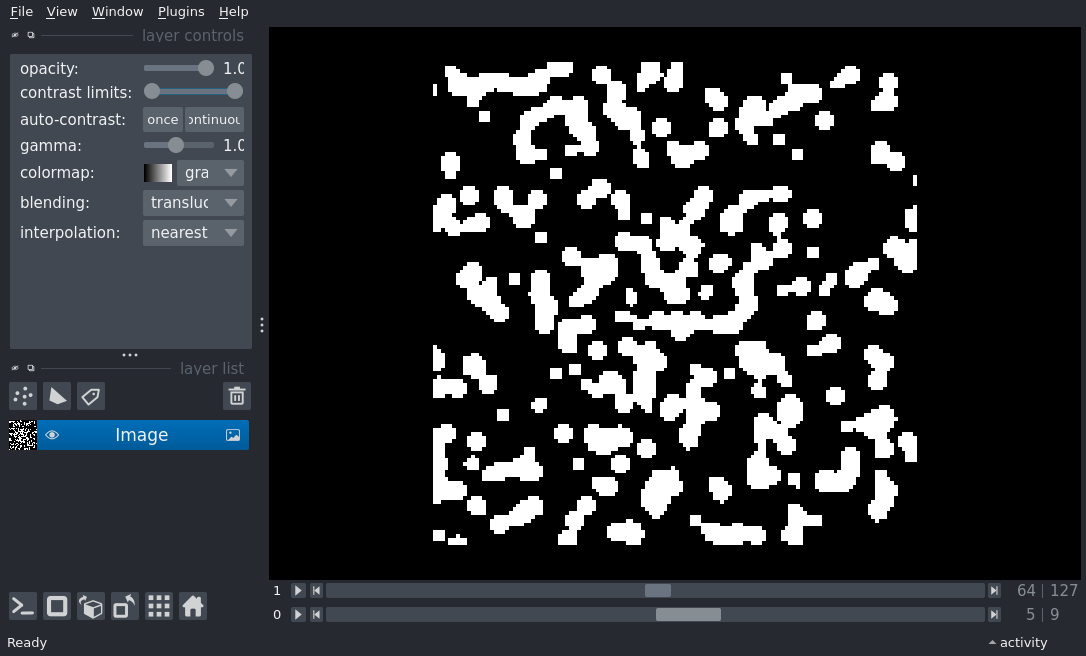 File View Window Plugins Help
layer controls
opacity: 1.0
contrast limits:
auto-contrast: once ontinuou
gamma: 1.0
colormap: gra
blending: transluc
interpolation: nearest
layer list
Image
1 64 | 127
0 5 | 9
Ready activity